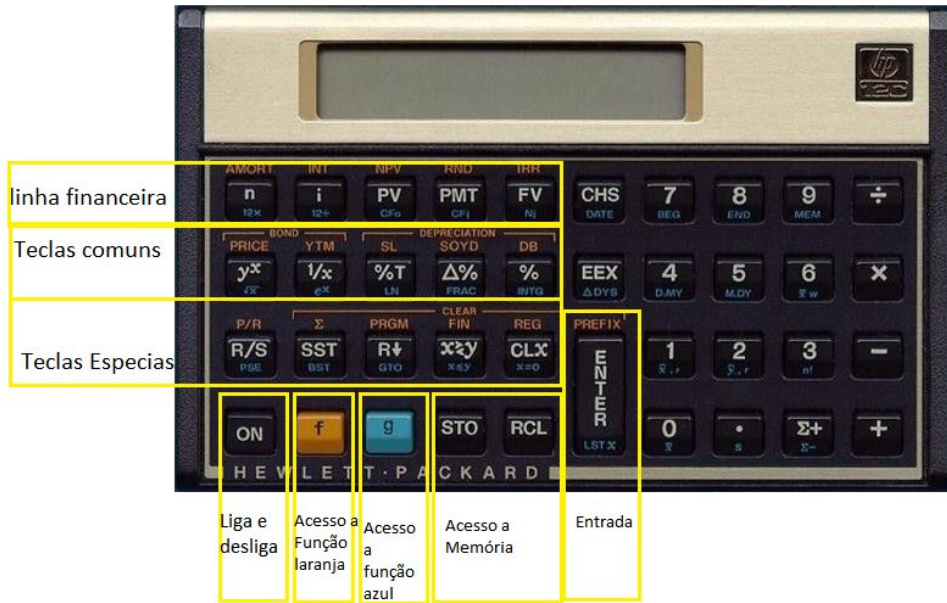 hp
12C
AMORT INT NPV RND IRR
linha financeira n i PV PMT FV CHS 7 8 9 ÷
12× 12÷ CFo CFj Nj DATE BEG END MEM
Teclas comuns BOND DEPRECIATION
PRICE YTM SL SOYD DB
yˣ 1/x %T Δ% % EEX 4 5 6 ×
√x eˣ LN FRAC INTG ΔDYS D.MY M.DY x̄w
CLEAR
P/R Σ PRGM FIN REG PREFIX
Teclas Especias R/S SST R↓ x≷y CLx ENTER 1 2 3 −
PSE BST GTO x≤y x=0 x̂,r ŷ,r n!
ON f g STO RCL 0 · Σ+ +
LSTx x̄ s Σ−
HEWLETT·PACKARD
Liga e
desliga
Acesso a
Função
laranja
Acesso
a
função
azul
Acesso a
Memória
Entrada